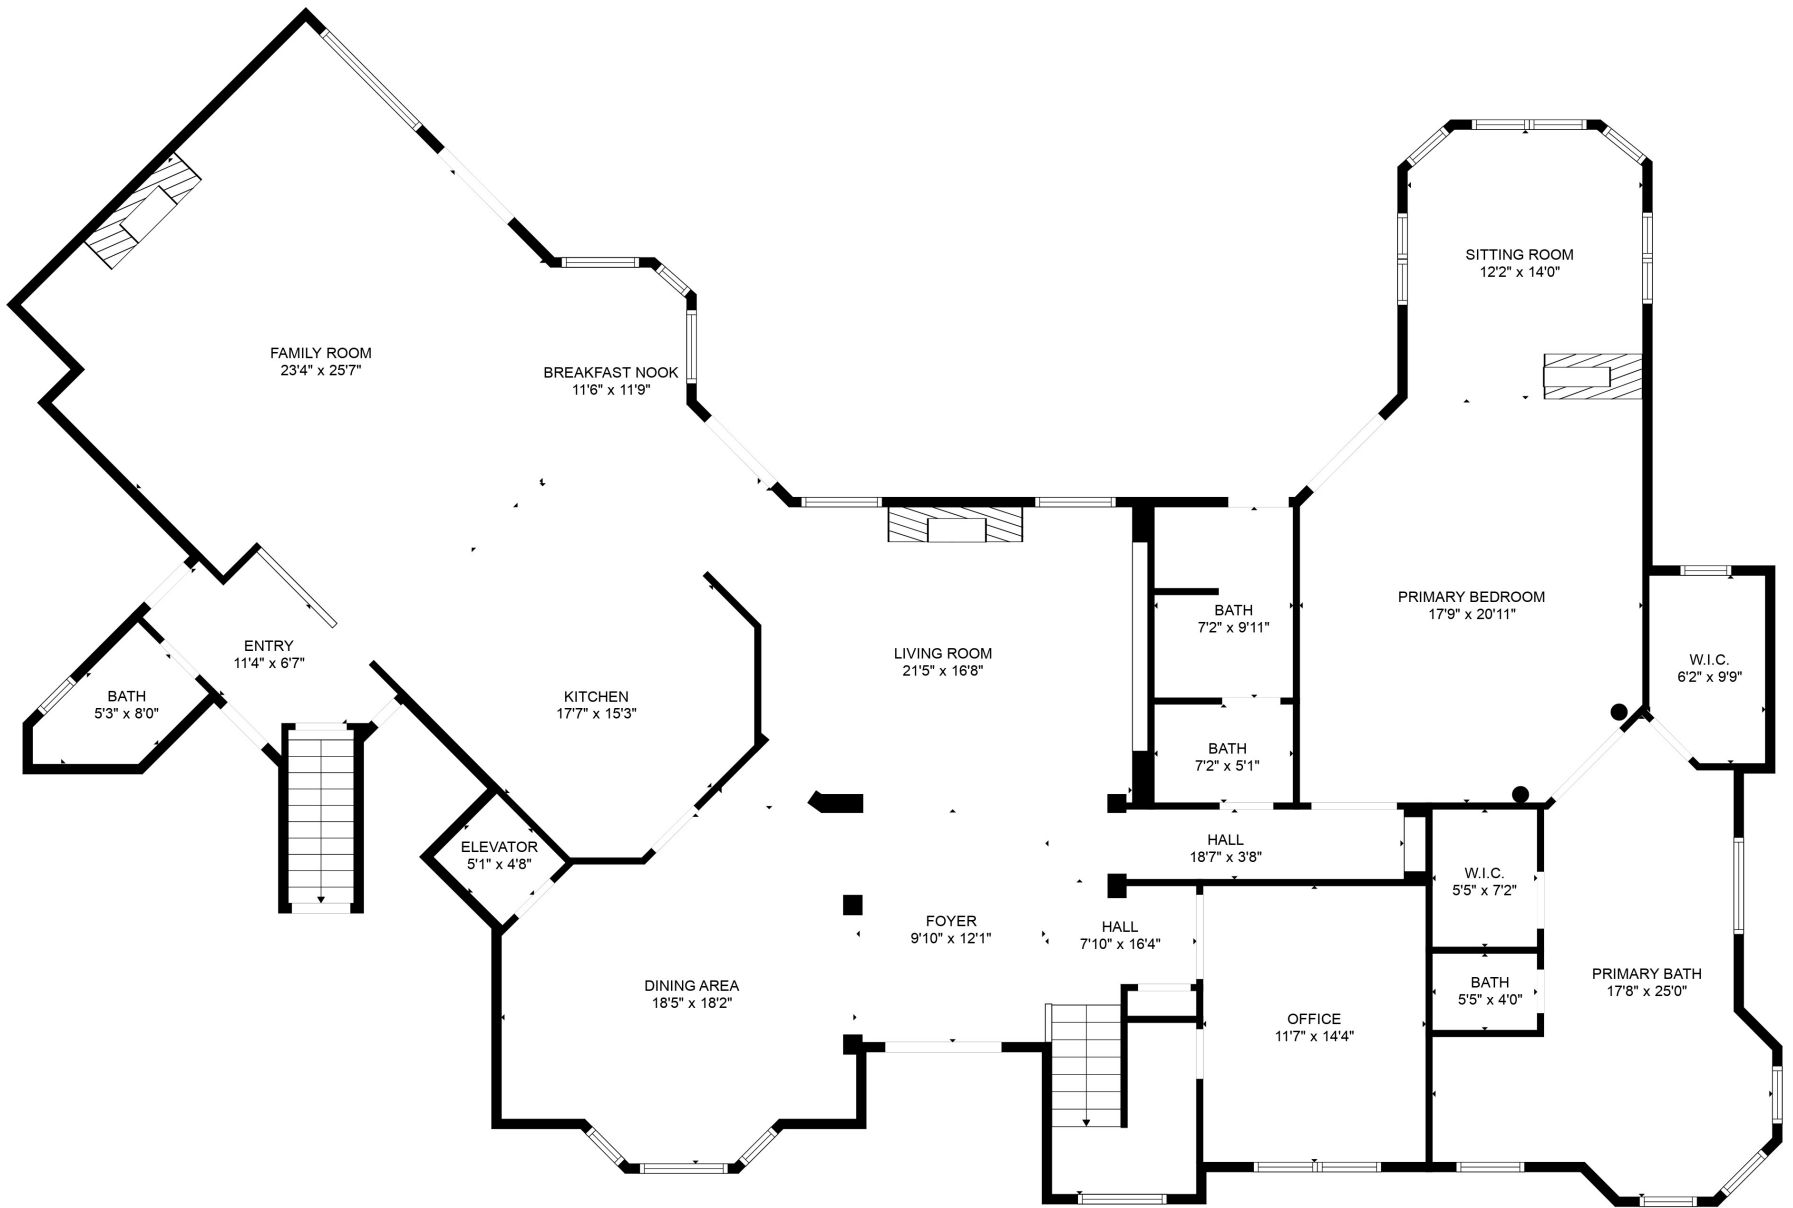 SITTING ROOM
12'2" x 14'0"
FAMILY ROOM
23'4" x 25'7"
BREAKFAST NOOK
11'6" x 11'9"
PRIMARY BEDROOM
17'9" x 20'11"
BATH
7'2" x 9'11"
ENTRY
11'4" x 6'7"
LIVING ROOM
21'5" x 16'8"
W.I.C.
6'2" x 9'9"
BATH
5'3" x 8'0"
KITCHEN
17'7" x 15'3"
BATH
7'2" x 5'1"
ELEVATOR
5'1" x 4'8"
HALL
18'7" x 3'8"
W.I.C.
5'5" x 7'2"
FOYER
9'10" x 12'1"
HALL
7'10" x 16'4"
DINING AREA
18'5" x 18'2"
BATH
5'5" x 4'0"
PRIMARY BATH
17'8" x 25'0"
OFFICE
11'7" x 14'4"